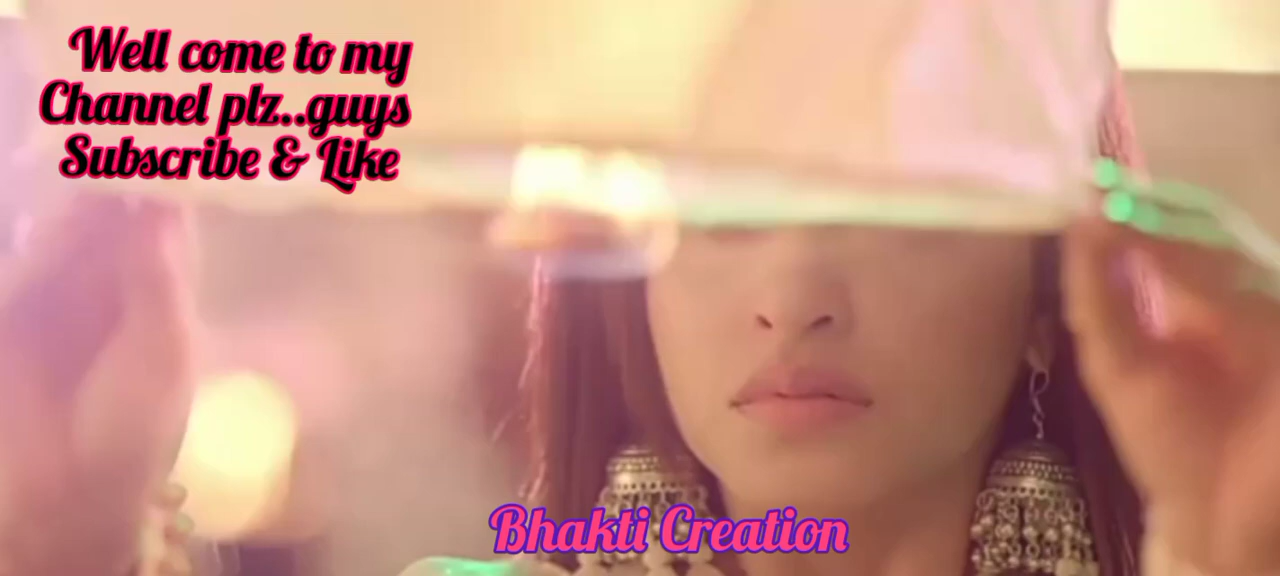 Well come to my
Channel plz..guys
Subscribe & Like
Bhakti Creation